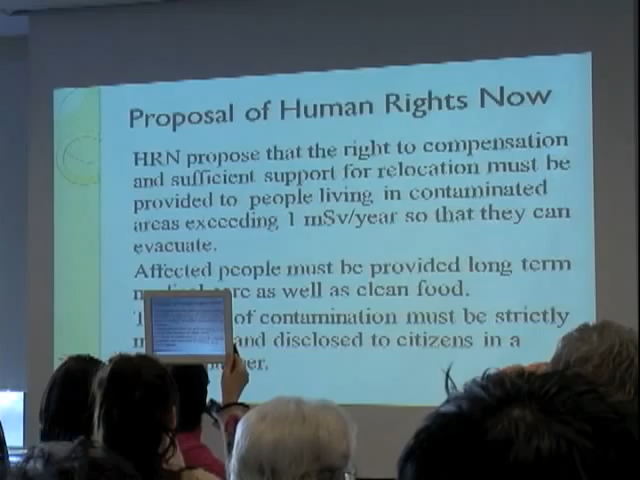 Proposal of Human Rights Now
HRN propose that the right to compensation
and sufficient support for relocation must be
provided to people living in contaminated
areas exceeding 1 mSv/year so that they can
evacuate.
Affected people must be provided long term
as well as clean food.
of contamination must be strictly
and disclosed to citizens in a